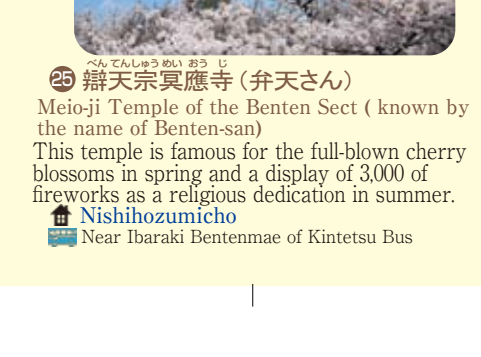 べんてんしゅうめいおうじ
25 辯天宗冥應寺（弁天さん）
Meio-ji Temple of the Benten Sect ( known by
the name of Benten-san)
This temple is famous for the full-blown cherry
blossoms in spring and a display of 3,000 of
fireworks as a religious dedication in summer.
Nishihozumicho
Near Ibaraki Bentenmae of Kintetsu Bus